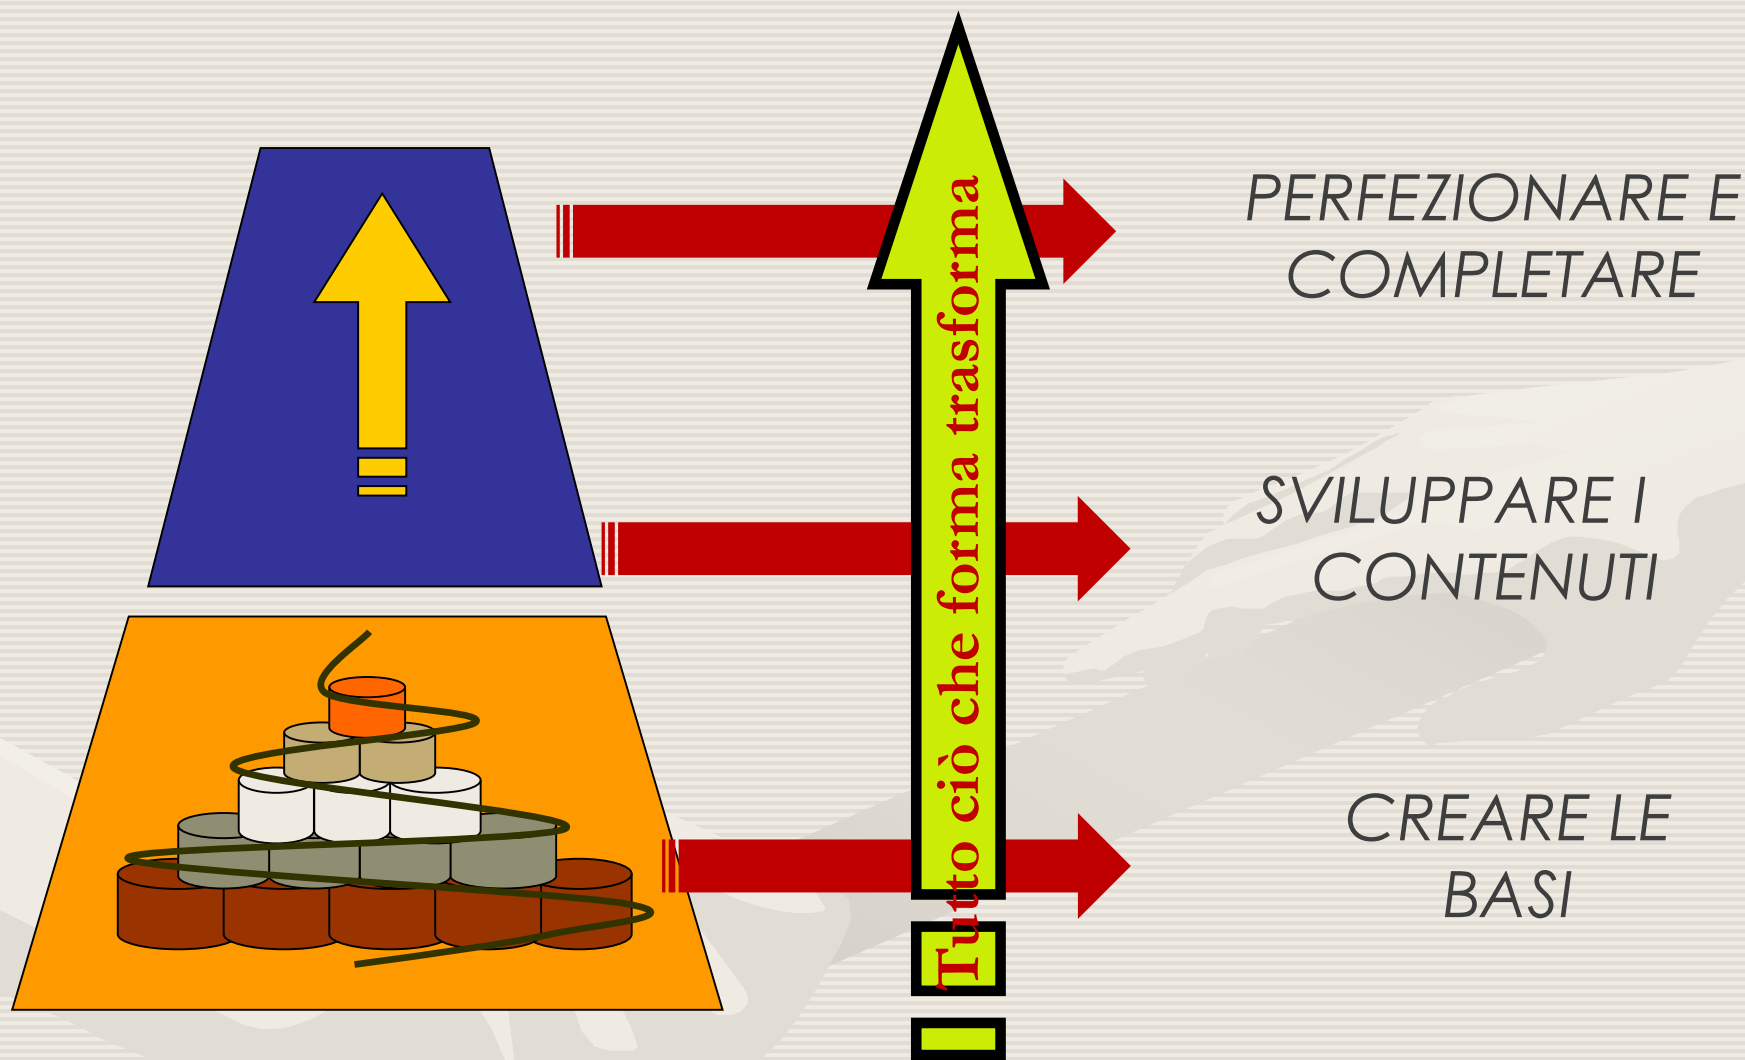 PERFEZIONARE E
COMPLETARE
Tutto ciò che forma trasforma
SVILUPPARE I
CONTENUTI
CREARE LE
BASI